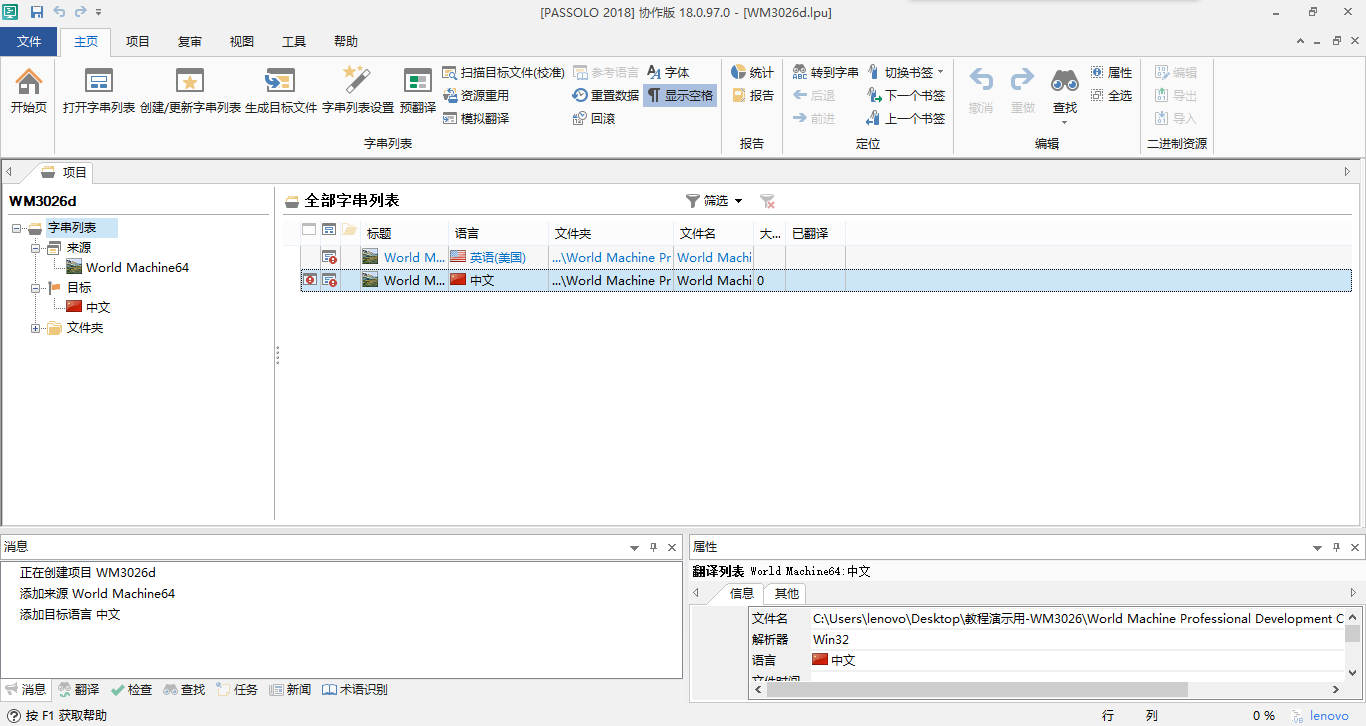 [PASSOLO 2018] 协作版 18.0.97.0 - [WM3026d.lpu]
文件 主页 项目 复审 视图 工具 帮助
开始页 打开字串列表 创建/更新字串列表 生成目标文件 字串列表设置 预翻译
扫描目标文件(校准) 参考语言 字体
资源重用 重置数据 显示空格
模拟翻译 回滚
字串列表
统计
报告
报告
转到字串 切换书签
后退 下一个书签
前进 上一个书签
定位
撤消 重做 查找
属性
全选
编辑
编辑
导出
导入
二进制资源
项目
WM3026d
字串列表
来源
World Machine64
目标
中文
文件夹
全部字串列表 筛选
标题 语言 文件夹 文件名 大... 已翻译
World M... 英语(美国) ...\World Machine Pr World Machi
World M... 中文 ...\World Machine Pr World Machi 0
消息
正在创建项目 WM3026d
添加来源 World Machine64
添加目标语言 中文
消息 翻译 检查 查找 任务 新闻 术语识别
属性
翻译列表 World Machine64:中文
信息 其他
文件名 C:\Users\lenovo\Desktop\教程演示用-WM3026\World Machine Professional Development C
解析器 Win32
语言 中文
文件时间
按 F1 获取帮助 行 列 0 % lenovo